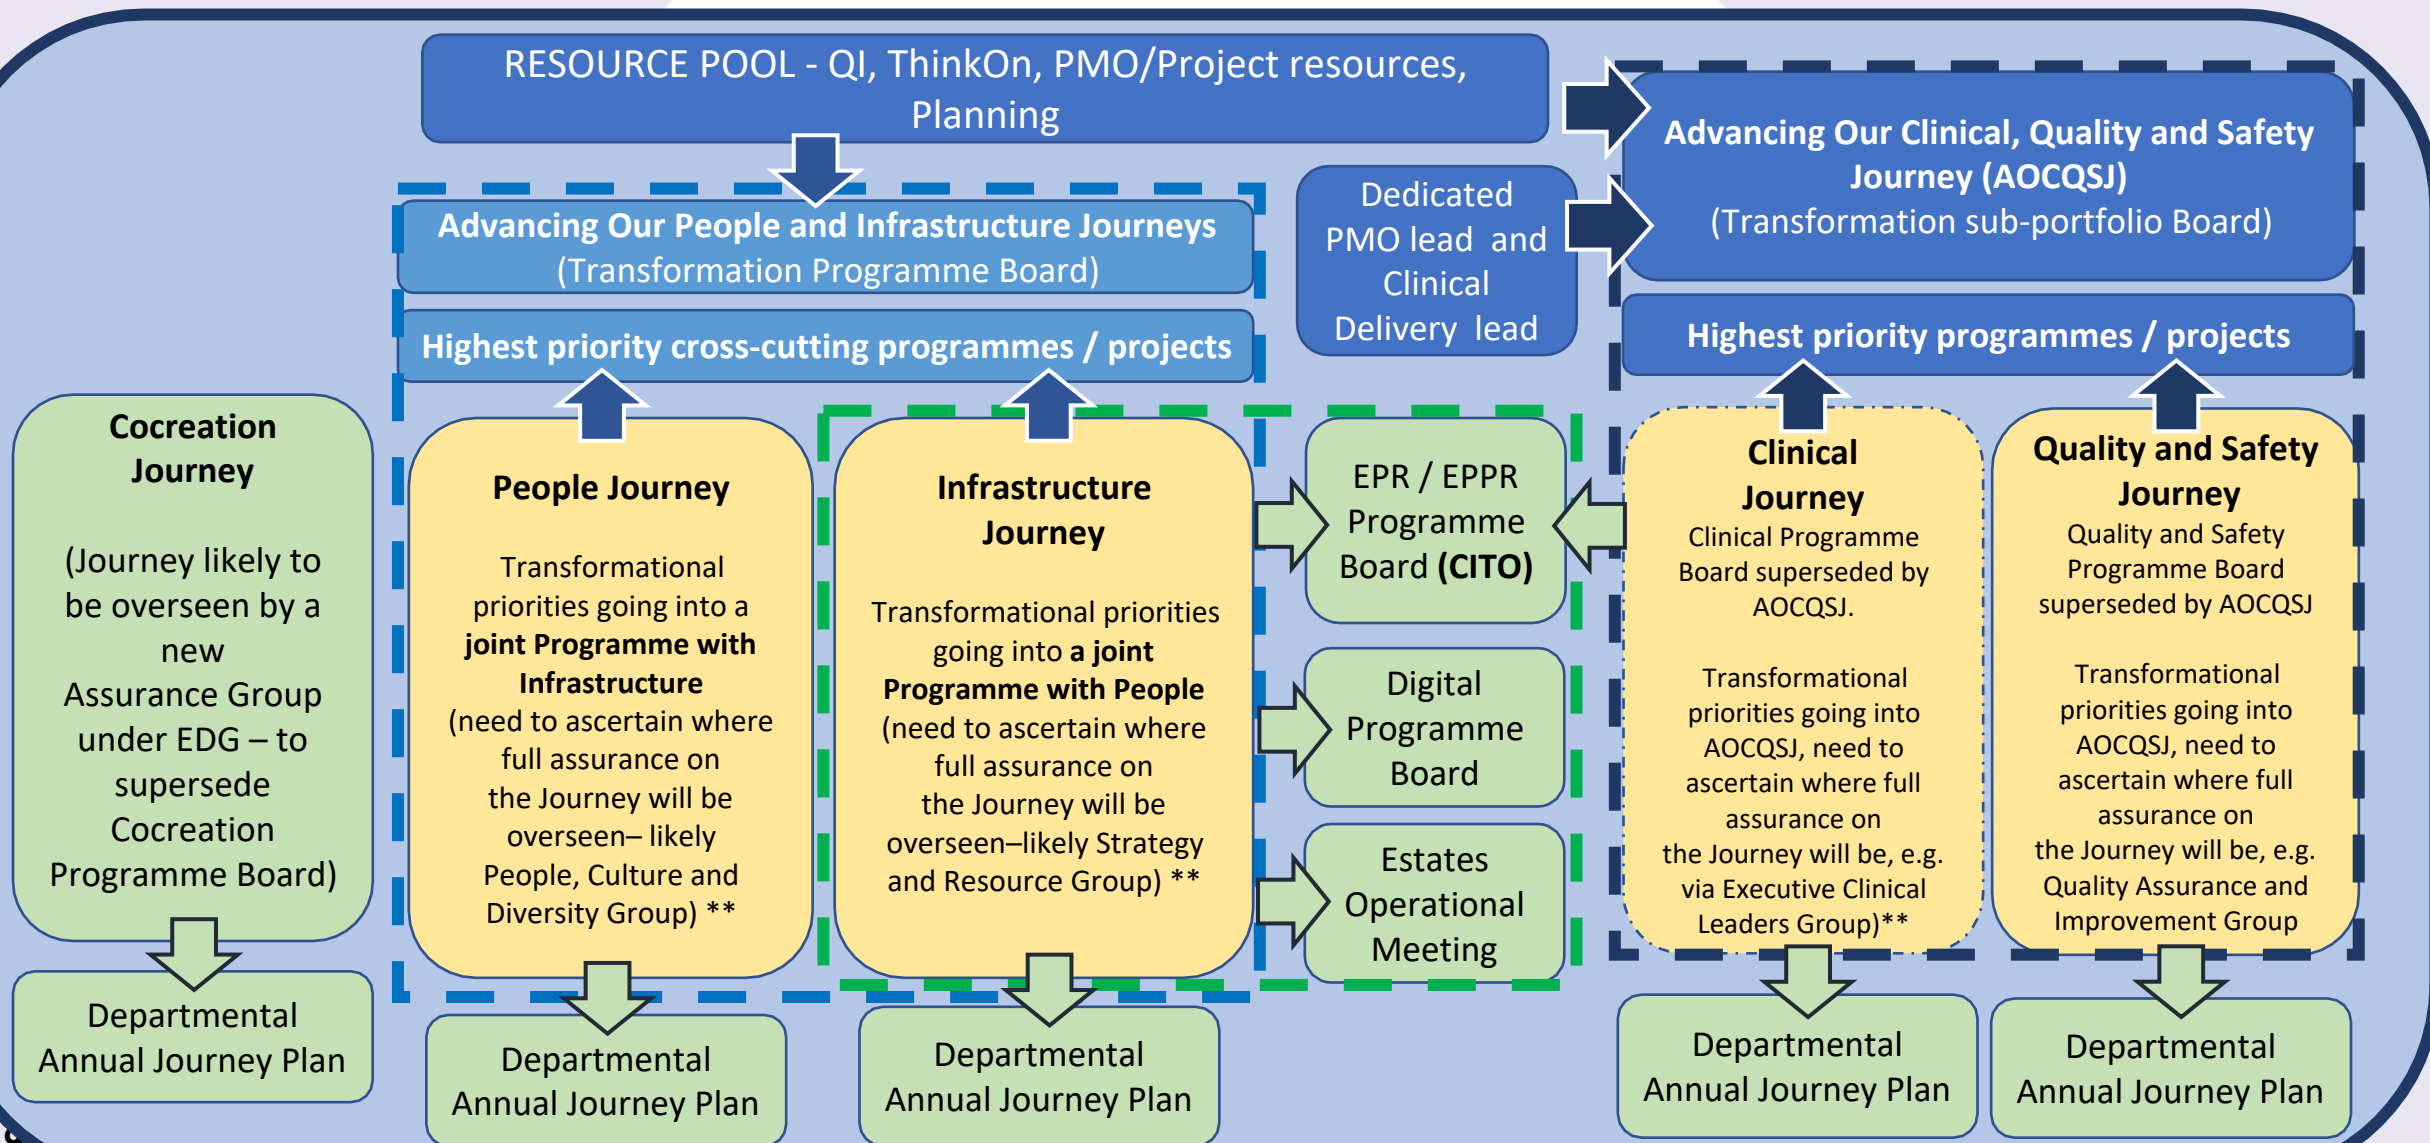 RESOURCE POOL - QI, ThinkOn, PMO/Project resources,
Planning
Advancing Our People and Infrastructure Journeys
(Transformation Programme Board)
Highest priority cross-cutting programmes / projects
Dedicated
PMO lead and
Clinical
Delivery lead
Advancing Our Clinical, Quality and Safety
Journey (AOCQSJ)
(Transformation sub-portfolio Board)
Highest priority programmes / projects
Cocreation
Journey
(Journey likely to
be overseen by a
new
Assurance Group
under EDG – to
supersede
Cocreation
Programme Board)
People Journey
Transformational
priorities going into a
joint Programme with
Infrastructure
(need to ascertain where
full assurance on
the Journey will be
overseen– likely
People, Culture and
Diversity Group) **
Infrastructure
Journey
Transformational priorities
going into a joint
Programme with People
(need to ascertain where
full assurance on
the Journey will be
overseen–likely Strategy
and Resource Group) **
EPR / EPPR
Programme
Board (CITO)
Digital
Programme
Board
Estates
Operational
Meeting
Clinical
Journey
Clinical Programme
Board superseded by
AOCQSJ.
Transformational
priorities going into
AOCQSJ, need to
ascertain where full
assurance on
the Journey will be, e.g.
via Executive Clinical
Leaders Group)**
Quality and Safety
Journey
Quality and Safety
Programme Board
superseded by AOCQSJ
Transformational
priorities going into
AOCQSJ, need to
ascertain where full
assurance on
the Journey will be, e.g.
Quality Assurance and
Improvement Group
Departmental
Annual Journey Plan
Departmental
Annual Journey Plan
Departmental
Annual Journey Plan
Departmental
Annual Journey Plan
Departmental
Annual Journey Plan